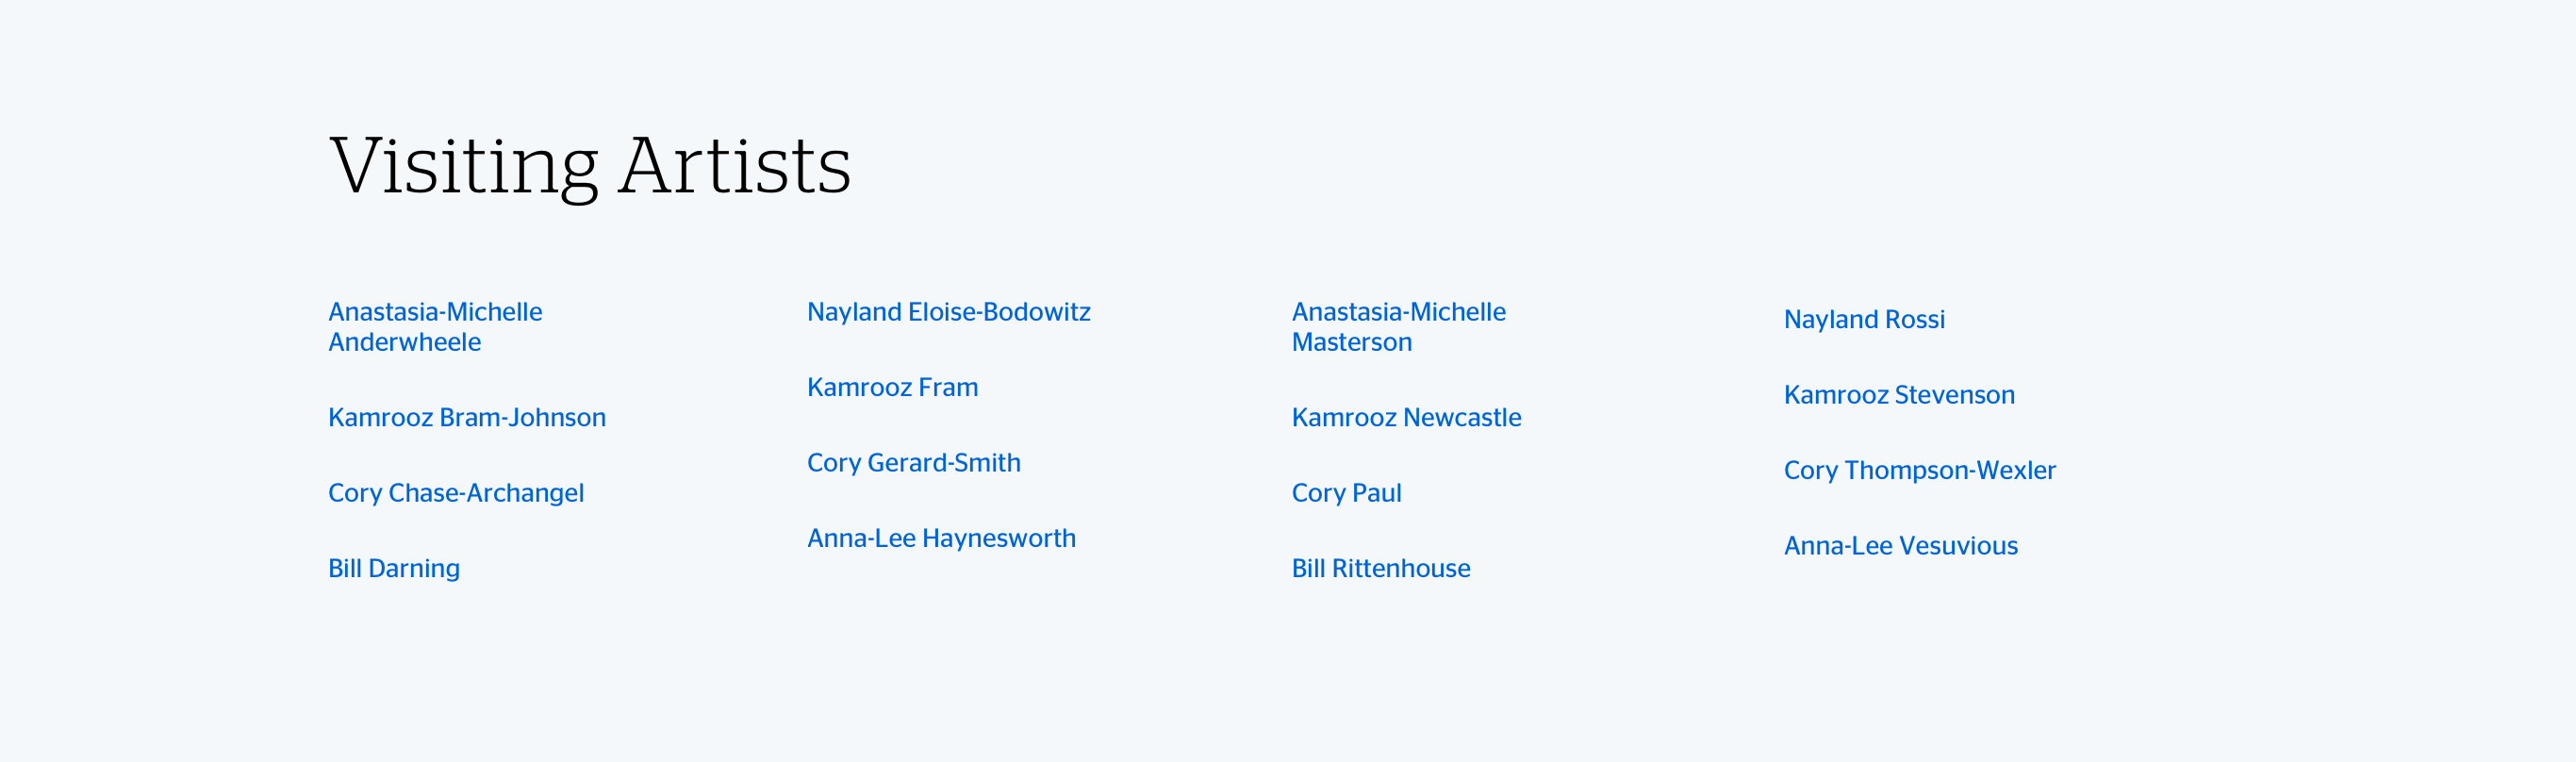 Visiting Artists
Anastasia-Michelle
Anderwheele
Kamrooz Bram-Johnson
Cory Chase-Archangel
Bill Darning
Nayland Eloise-Bodowitz
Kamrooz Fram
Cory Gerard-Smith
Anna-Lee Haynesworth
Anastasia-Michelle
Masterson
Kamrooz Newcastle
Cory Paul
Bill Rittenhouse
Nayland Rossi
Kamrooz Stevenson
Cory Thompson-Wexler
Anna-Lee Vesuvious